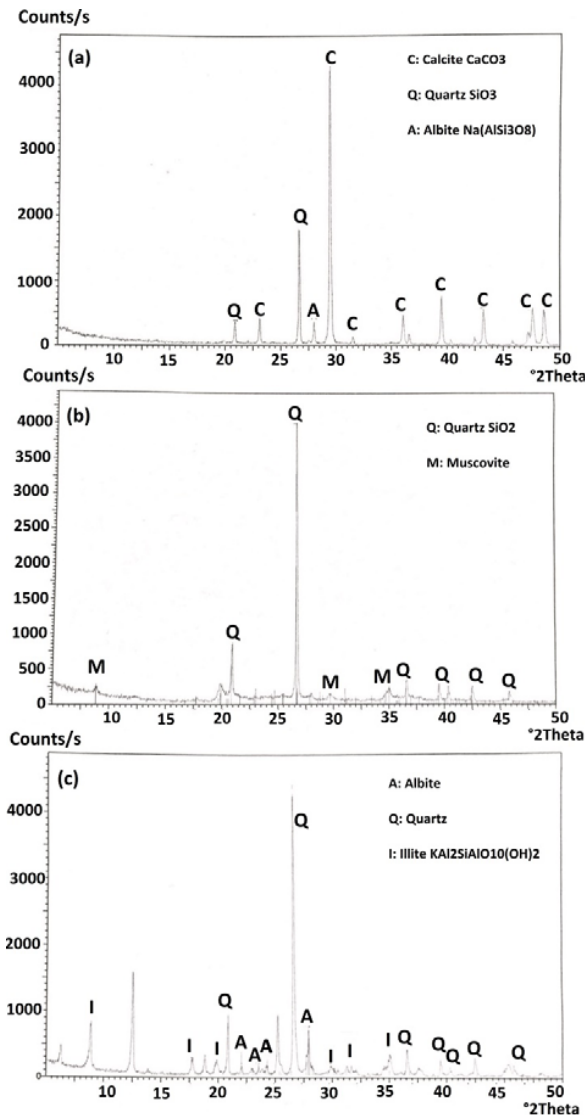 Counts/s
(a)
C
C: Calcite CaCO3
Q: Quartz SiO3
A: Albite Na(AlSi3O8)
4000
3000
2000
1000
0
Q
Q
C
A
C
C
C
C
C
C
10
15
20
25
30
35
40
45
50
°2Theta
Counts/s
(b)
Q
Q: Quartz SiO2
M: Muscovite
4000
3500
3000
2500
2000
1500
1000
500
0
M
Q
M
M
Q
Q
Q
Q
Q
10
15
20
25
30
35
40
45
50
°2Theta
Counts/s
(c)
A: Albite
Q: Quartz
I: Illite KAl2SiAlO10(OH)2
4000
3000
2000
1000
0
I
I
I
Q
A
A
A
Q
A
I
I
I
Q
Q
Q
Q
Q
10
15
20
25
30
35
40
45
50
°2Theta